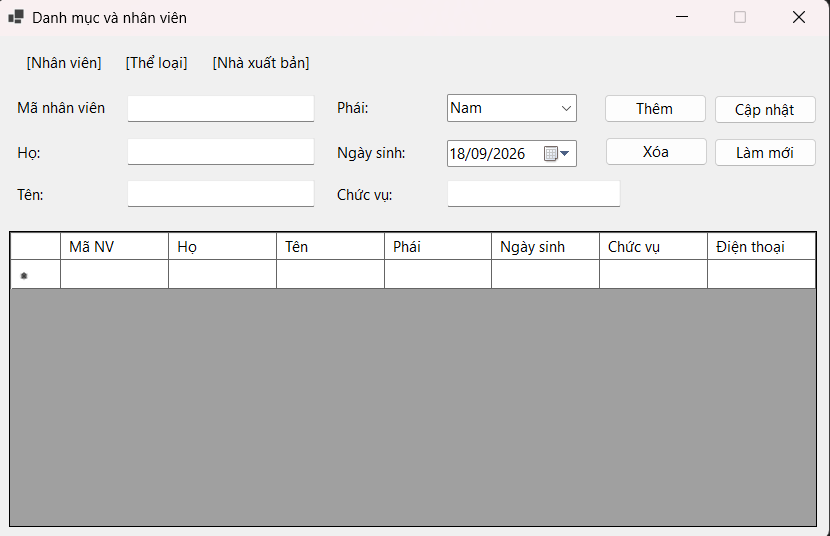 Danh mục và nhân viên
[Nhân viên] [Thể loại] [Nhà xuất bản]
Mã nhân viên Phái: Nam Thêm Cập nhật
Họ: Ngày sinh: 18/09/2026 Xóa Làm mới
Tên: Chức vụ:
Mã NV Họ Tên Phái Ngày sinh Chức vụ Điện thoại